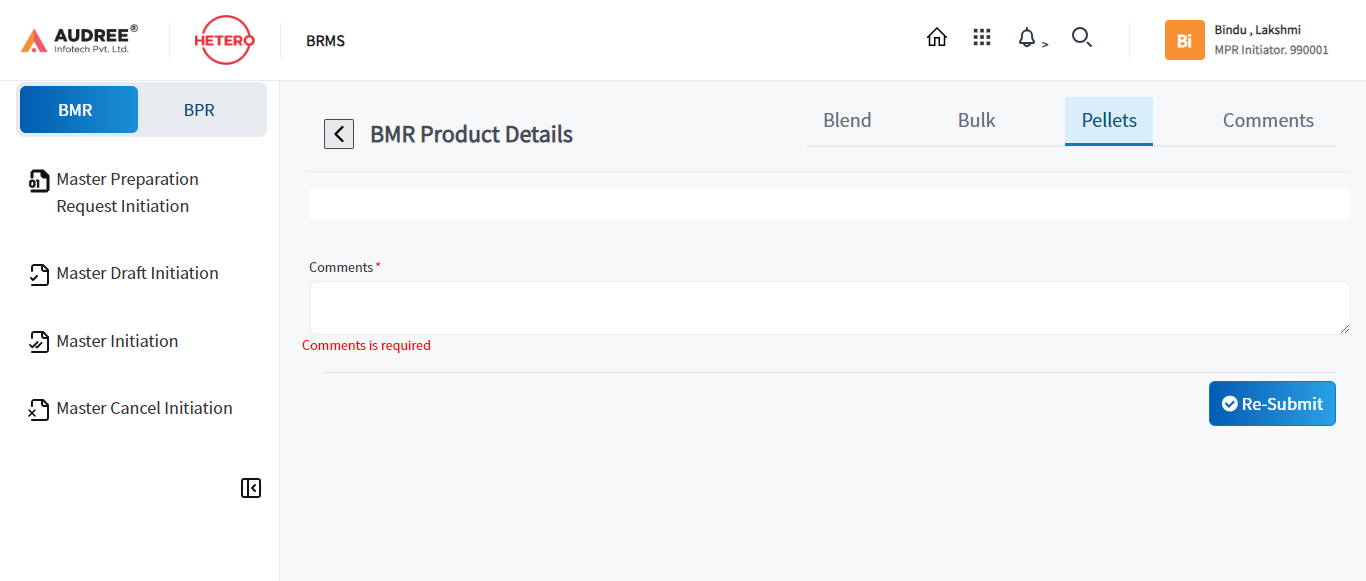 AUDREE®
Infotech Pvt. Ltd.
HETERO
BRMS
>
Bi
Bindu , Lakshmi
MPR Initiator. 990001
BMR
BPR
Master Preparation
Request Initiation
Master Draft Initiation
Master Initiation
Master Cancel Initiation
BMR Product Details
Blend
Bulk
Pellets
Comments
Comments *
Comments is required
Re-Submit